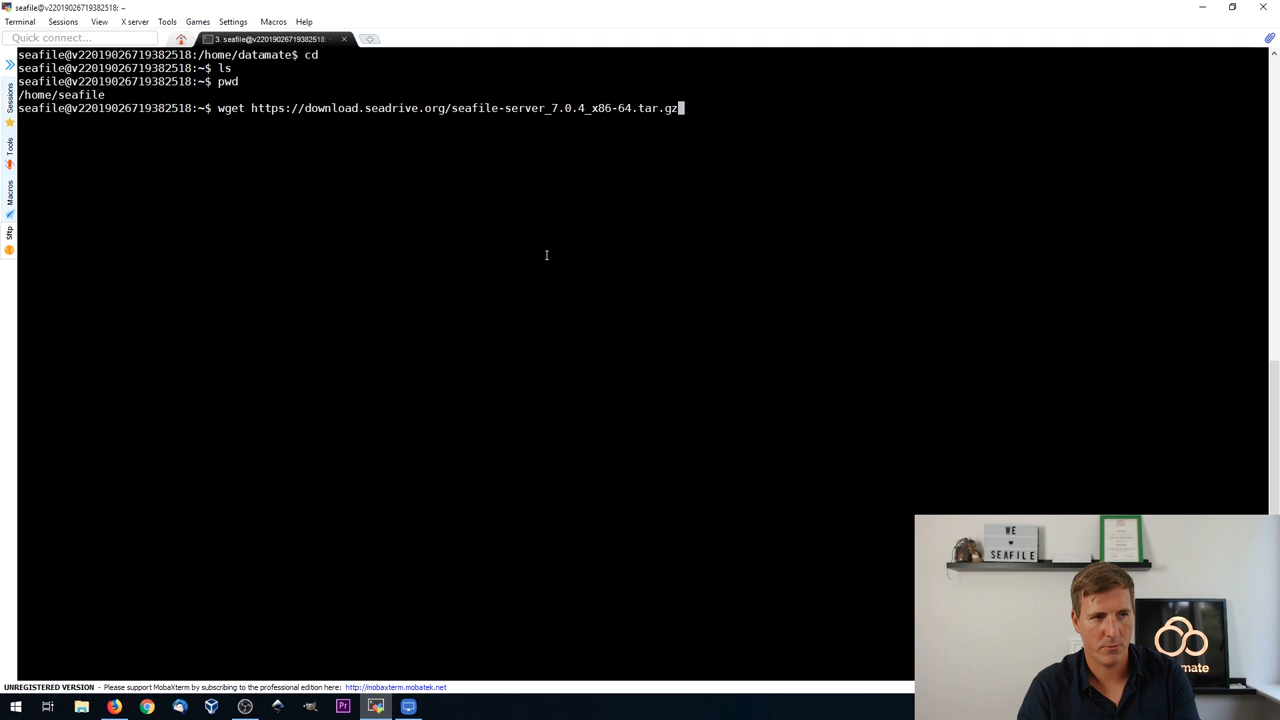 seafile@v22019026719382518: ~
Terminal Sessions View X server Tools Games Settings Macros Help
Quick connect...
3. seafile@v22019026719382518: ~
Sessions
Tools
Macros
Sftp
seafile@v22019026719382518:/home/datamate$ cd
seafile@v22019026719382518:~$ ls
seafile@v22019026719382518:~$ pwd
/home/seafile
seafile@v22019026719382518:~$ wget https://download.seadrive.org/seafile-server_7.0.4_x86-64.tar.gz
WE
♥
SEAFILE
mate
UNREGISTERED VERSION - Please support MobaXterm by subscribing to the professional edition here: http://mobaxterm.mobatek.net
Pr